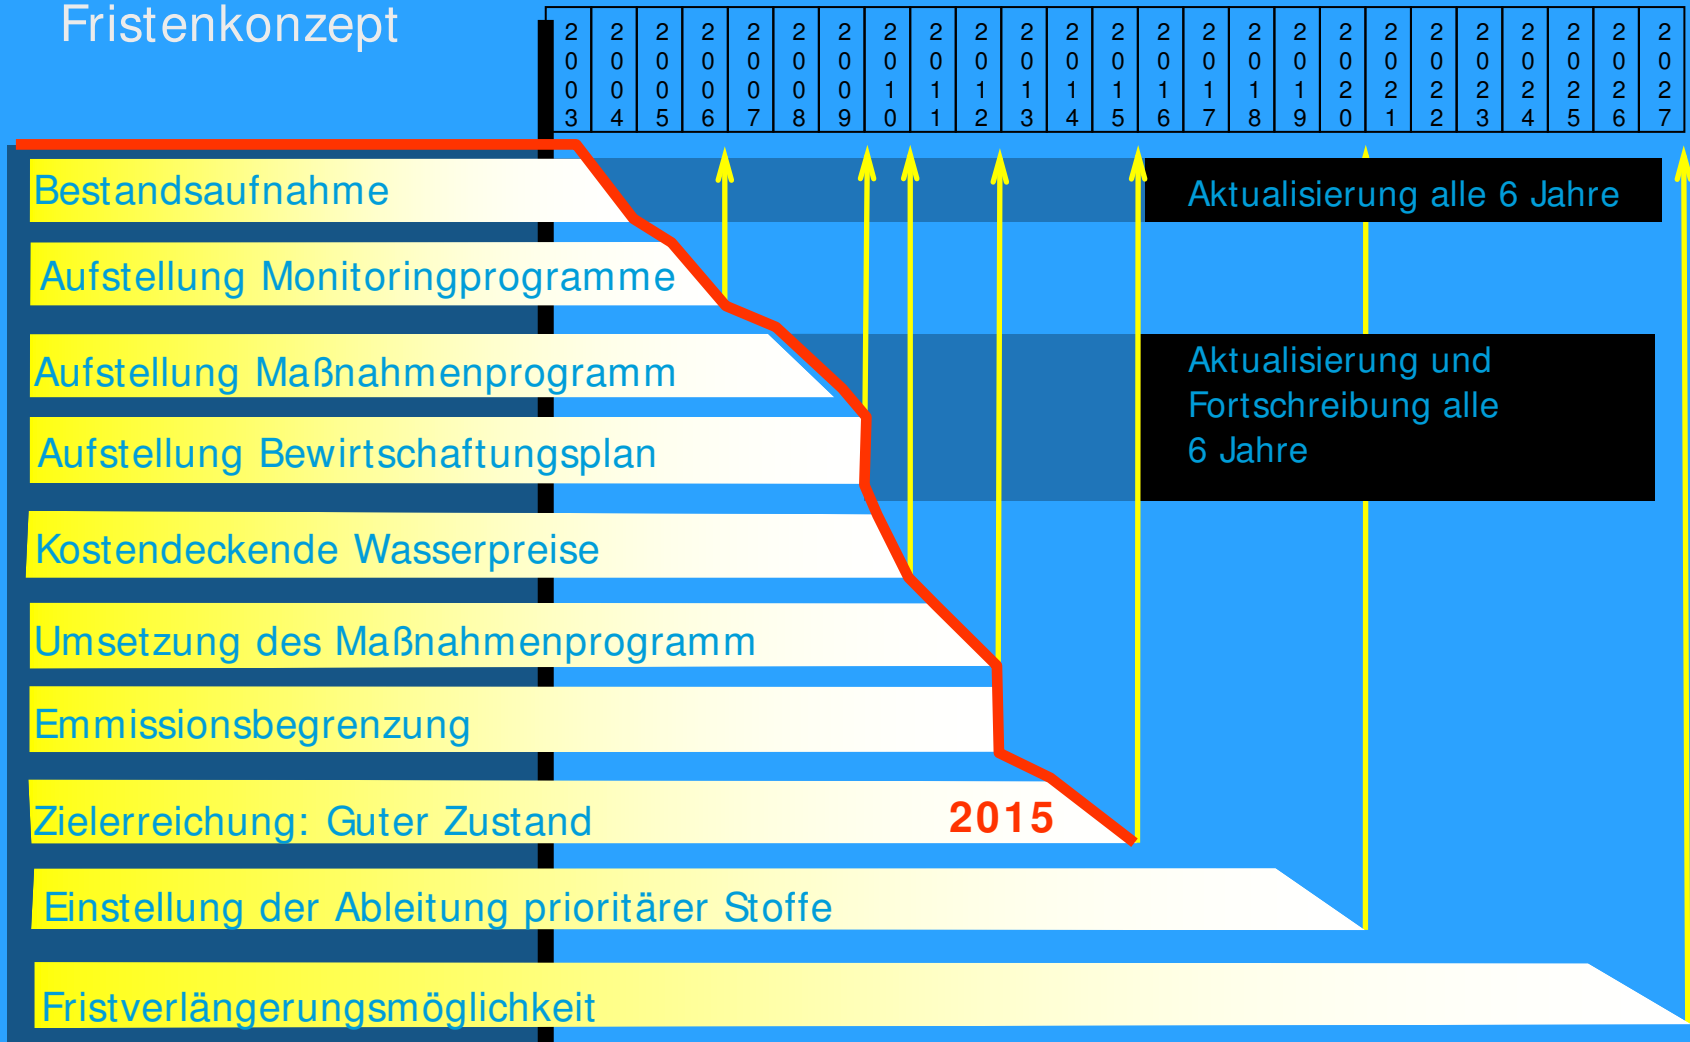 Fristenkonzept
2003 2004 2005 2006 2007 2008 2009 2010 2011 2012 2013 2014 2015 2016 2017 2018 2019 2020 2021 2022 2023 2024 2025 2026 2027
Bestandsaufnahme
Aktualisierung alle 6 Jahre
Aufstellung Monitoringprogramme
Aufstellung Maßnahmenprogramm
Aktualisierung und
Fortschreibung alle
6 Jahre
Aufstellung Bewirtschaftungsplan
Kostendeckende Wasserpreise
Umsetzung des Maßnahmenprogramm
Emmissionsbegrenzung
Zielerreichung: Guter Zustand 2015
Einstellung der Ableitung prioritärer Stoffe
Fristverlängerungsmöglichkeit